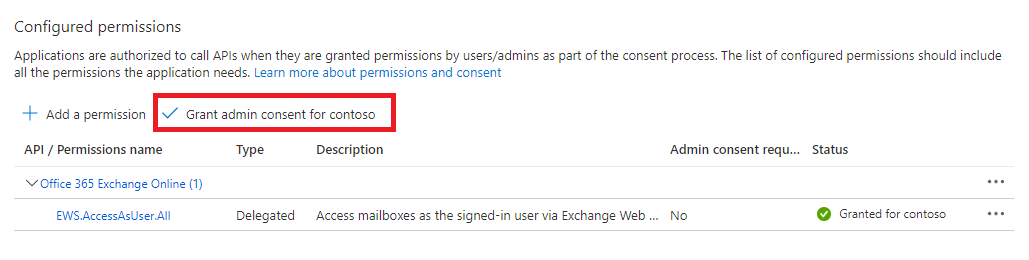 Configured permissions
Applications are authorized to call APIs when they are granted permissions by users/admins as part of the consent process. The list of configured permissions should include
all the permissions the application needs. Learn more about permissions and consent
Add a permission Grant admin consent for contoso
API / Permissions name Type Description Admin consent requ... Status
Office 365 Exchange Online (1) ...
EWS.AccessAsUser.All Delegated Access mailboxes as the signed-in user via Exchange Web ... No Granted for contoso ...